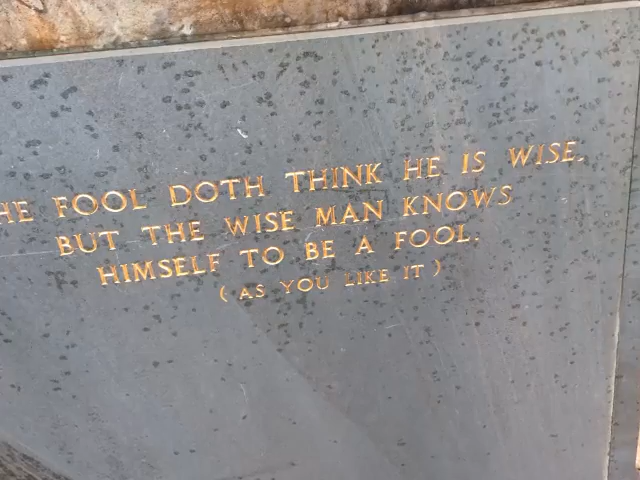 HE FOOL DOTH THINK HE IS WISE.
BUT THE WISE MAN KNOWS
HIMSELF TO BE A FOOL.
( AS YOU LIKE IT )